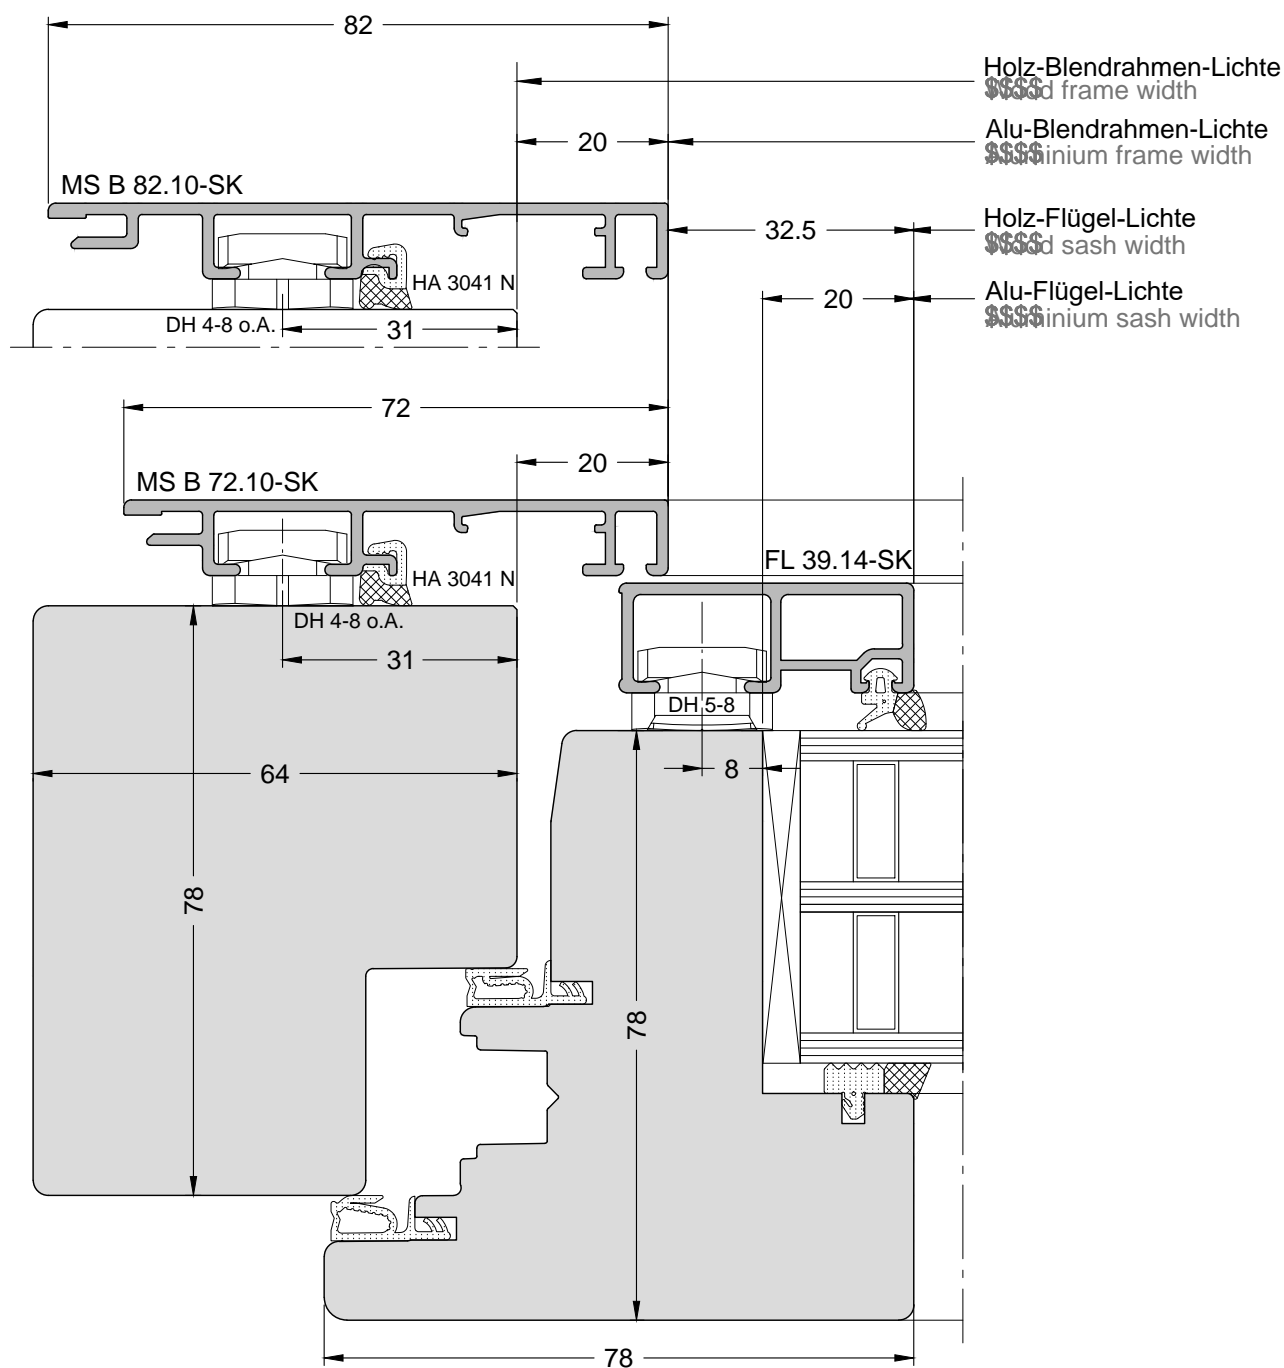 82
Holz-Blendrahmen-Lichte
frame width
20
Alu-Blendrahmen-Lichte
frame width
MS B 82.10-SK
32.5
Holz-Flügel-Lichte
sash width
HA 3041 N
20
Alu-Flügel-Lichte
sash width
DH 4-8 o.A.
31
72
20
MS B 72.10-SK
FL 39.14-SK
HA 3041 N
DH 4-8 o.A.
31
DH 5-8
64
8
78
78
78